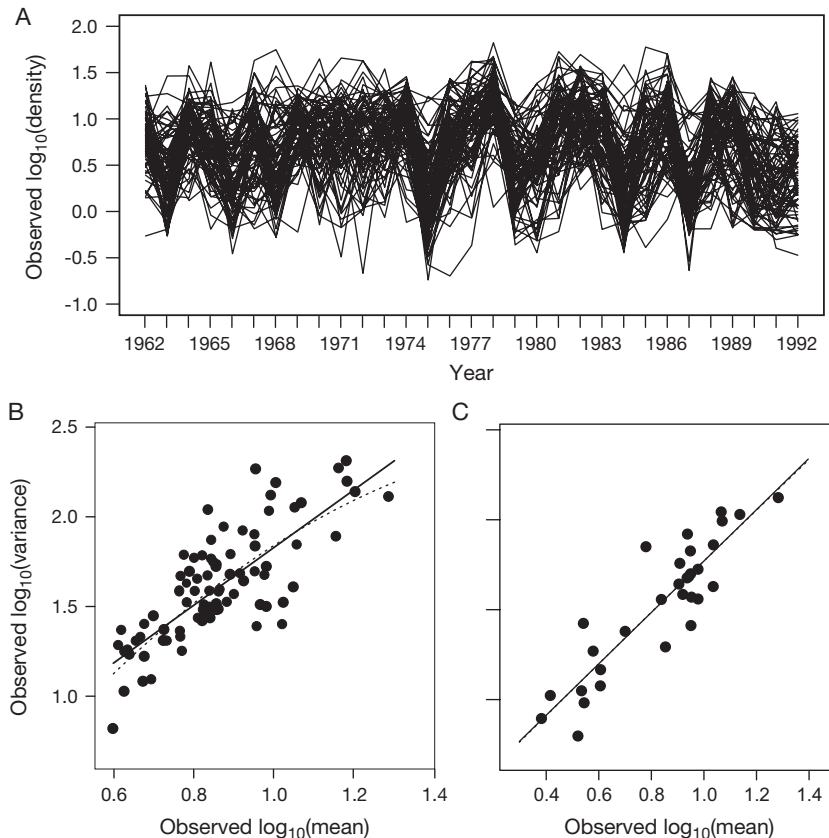 A
2.0
1.5
1.0
0.5
0.0
-0.5
-1.0
Observed log10(density)
1962 1965 1968 1971 1974 1977 1980 1983 1986 1989 1992
Year
B
2.5
2.0
1.5
1.0
Observed log10(variance)
0.6 0.8 1.0 1.2 1.4
Observed log10(mean)
C
0.4 0.6 0.8 1.0 1.2 1.4
Observed log10(mean)